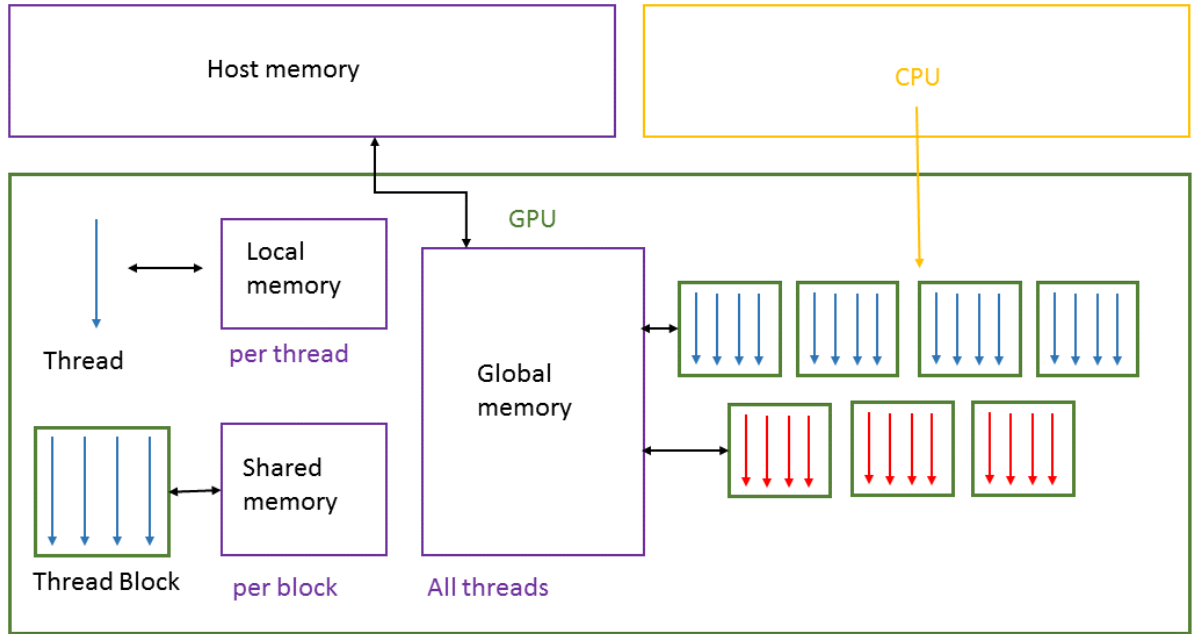 Host memory
CPU
GPU
Local
memory
per thread
Thread
Global
memory
Shared
memory
Thread Block
per block
All threads